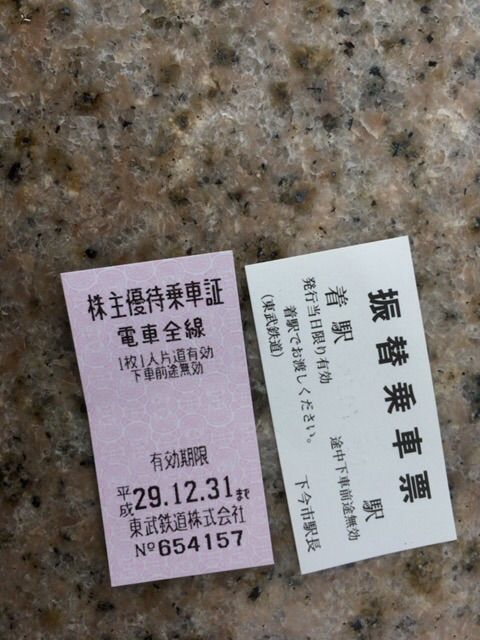 株主優待乗車証
電車全線
1枚1人片道有効
下車前途無効
有効期限
平成29.12.31まで
東武鉄道株式会社
№654157
振替乗車票
駅
着駅
途中下車前途無効
発行当日限り有効
着駅でお渡しください。
(東武鉄道)
下今市駅長